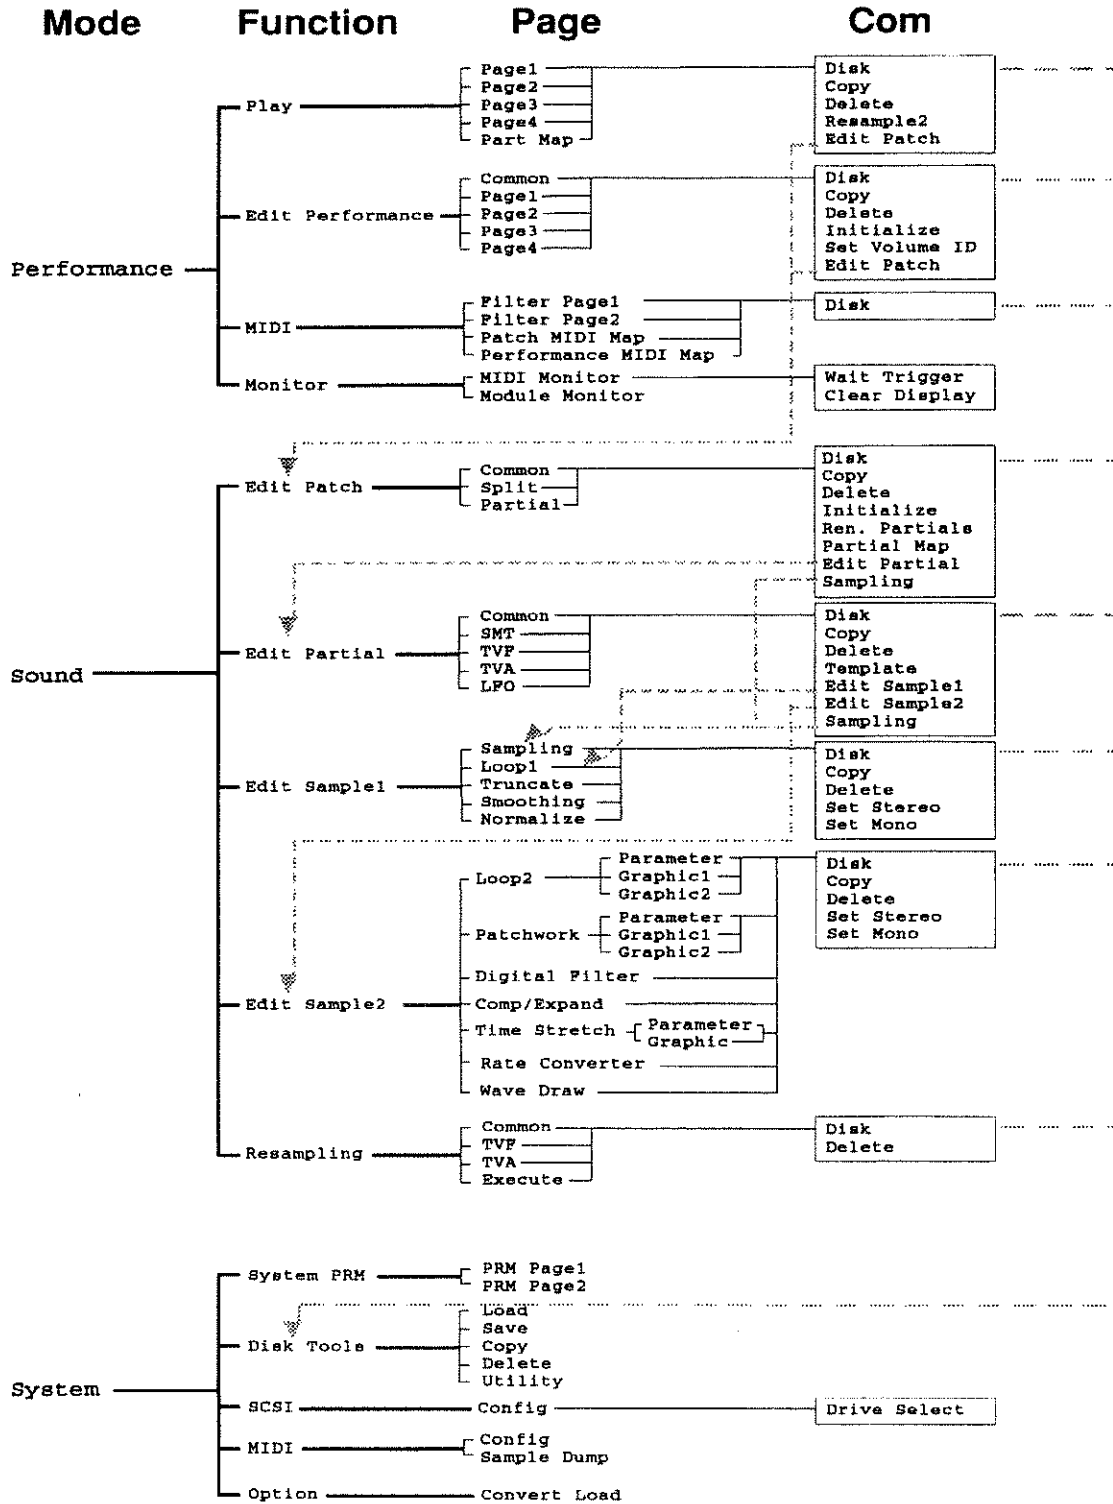 Mode Function Page Com
Performance
Play
Page1
Page2
Page3
Page4
Part Map
Disk
Copy
Delete
Resample2
Edit Patch
Edit Performance
Common
Page1
Page2
Page3
Page4
Disk
Copy
Delete
Initialize
Set Volume ID
Edit Patch
MIDI
Filter Page1
Filter Page2
Patch MIDI Map
Performance MIDI Map
Disk
Monitor
MIDI Monitor
Module Monitor
Wait Trigger
Clear Display
Sound
Edit Patch
Common
Split
Partial
Disk
Copy
Delete
Initialize
Ren. Partials
Partial Map
Edit Partial
Sampling
Edit Partial
Common
SMT
TVF
TVA
LFO
Disk
Copy
Delete
Template
Edit Sample1
Edit Sample2
Sampling
Edit Sample1
Sampling
Loop1
Truncate
Smoothing
Normalize
Disk
Copy
Delete
Set Stereo
Set Mono
Edit Sample2
Loop2
Parameter
Graphic1
Graphic2
Patchwork
Parameter
Graphic1
Graphic2
Digital Filter
Comp/Expand
Time Stretch
Parameter
Graphic
Rate Converter
Wave Draw
Disk
Copy
Delete
Set Stereo
Set Mono
Resampling
Common
TVF
TVA
Execute
Disk
Delete
System
System PRM
PRM Page1
PRM Page2
Disk Tools
Load
Save
Copy
Delete
Utility
SCSI
Config
Drive Select
MIDI
Config
Sample Dump
Option
Convert Load